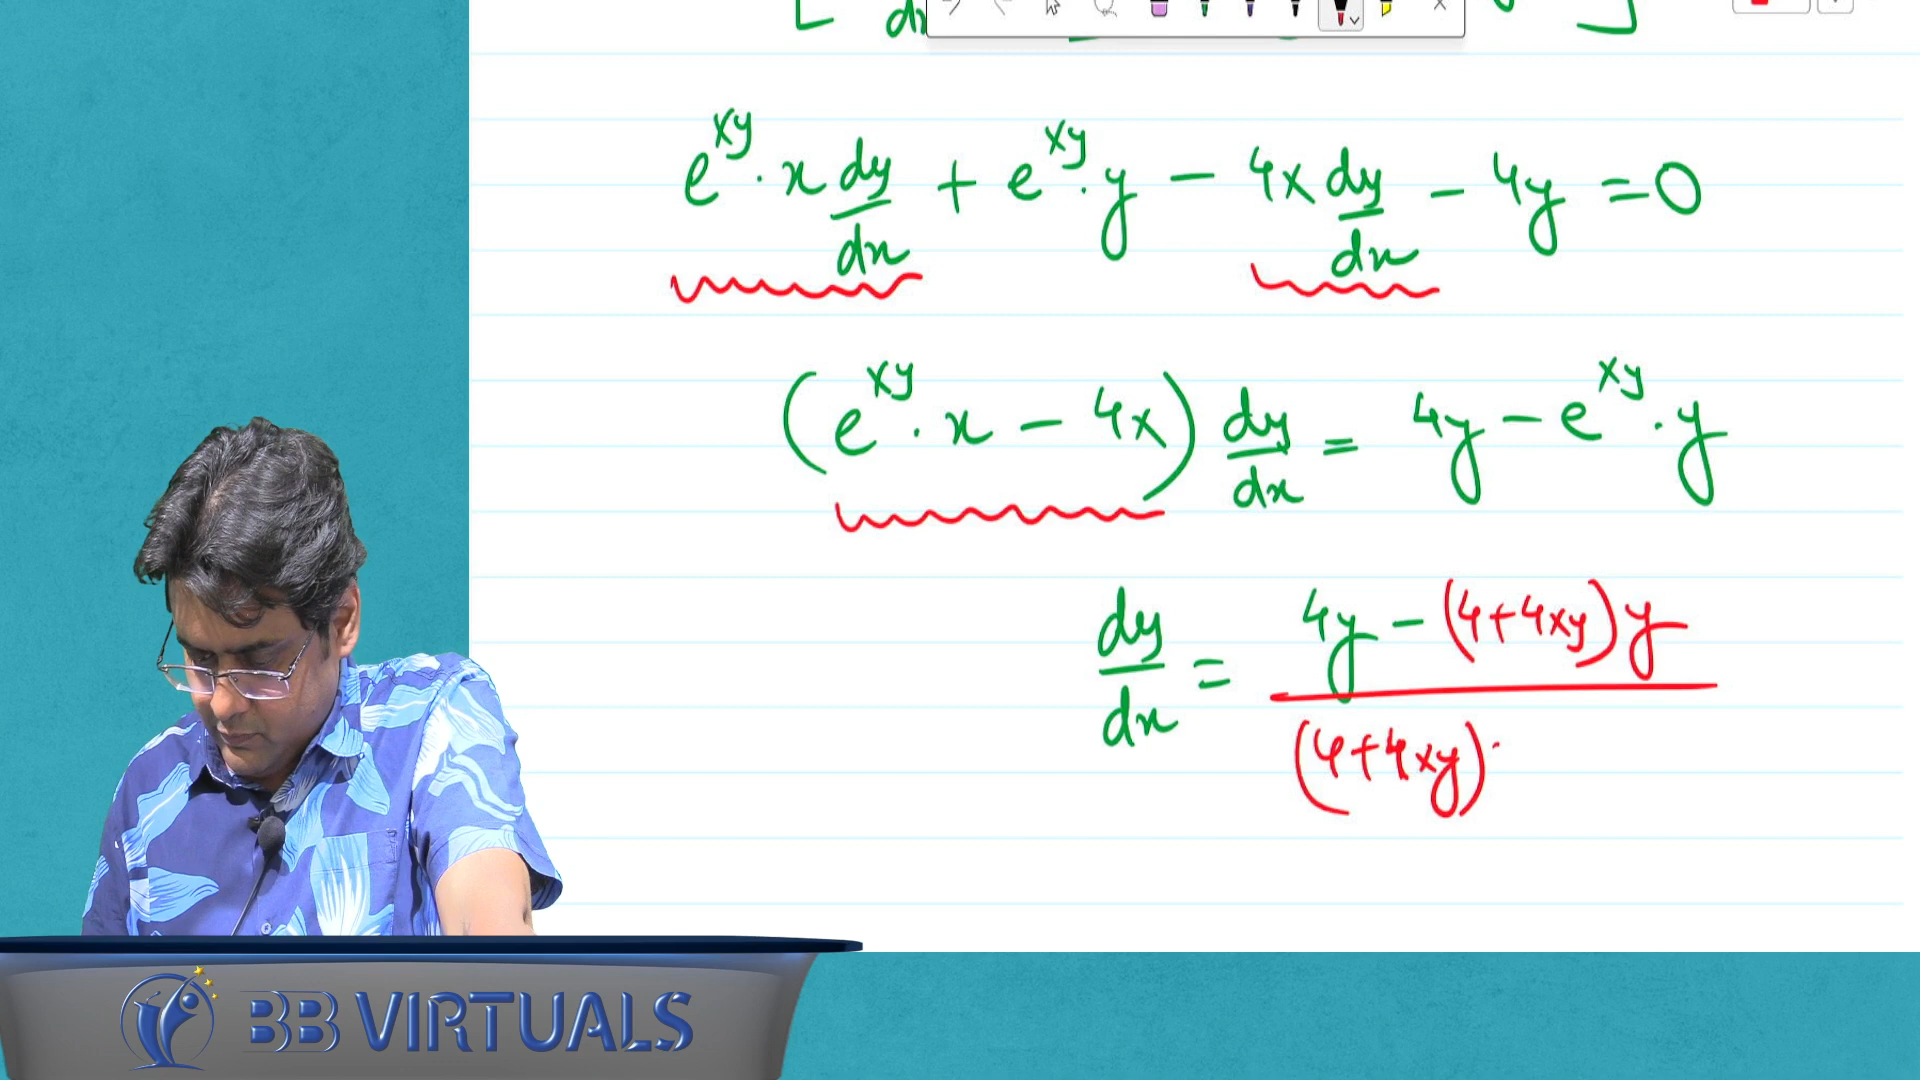 e^xy · x dy/dx + e^xy · y − 4x dy/dx − 4y = 0
(e^xy · x − 4x) dy/dx = 4y − e^xy · y
dy/dx = 4y − (4+4xy)y / (4+4xy) ·
BB VIRTUALS